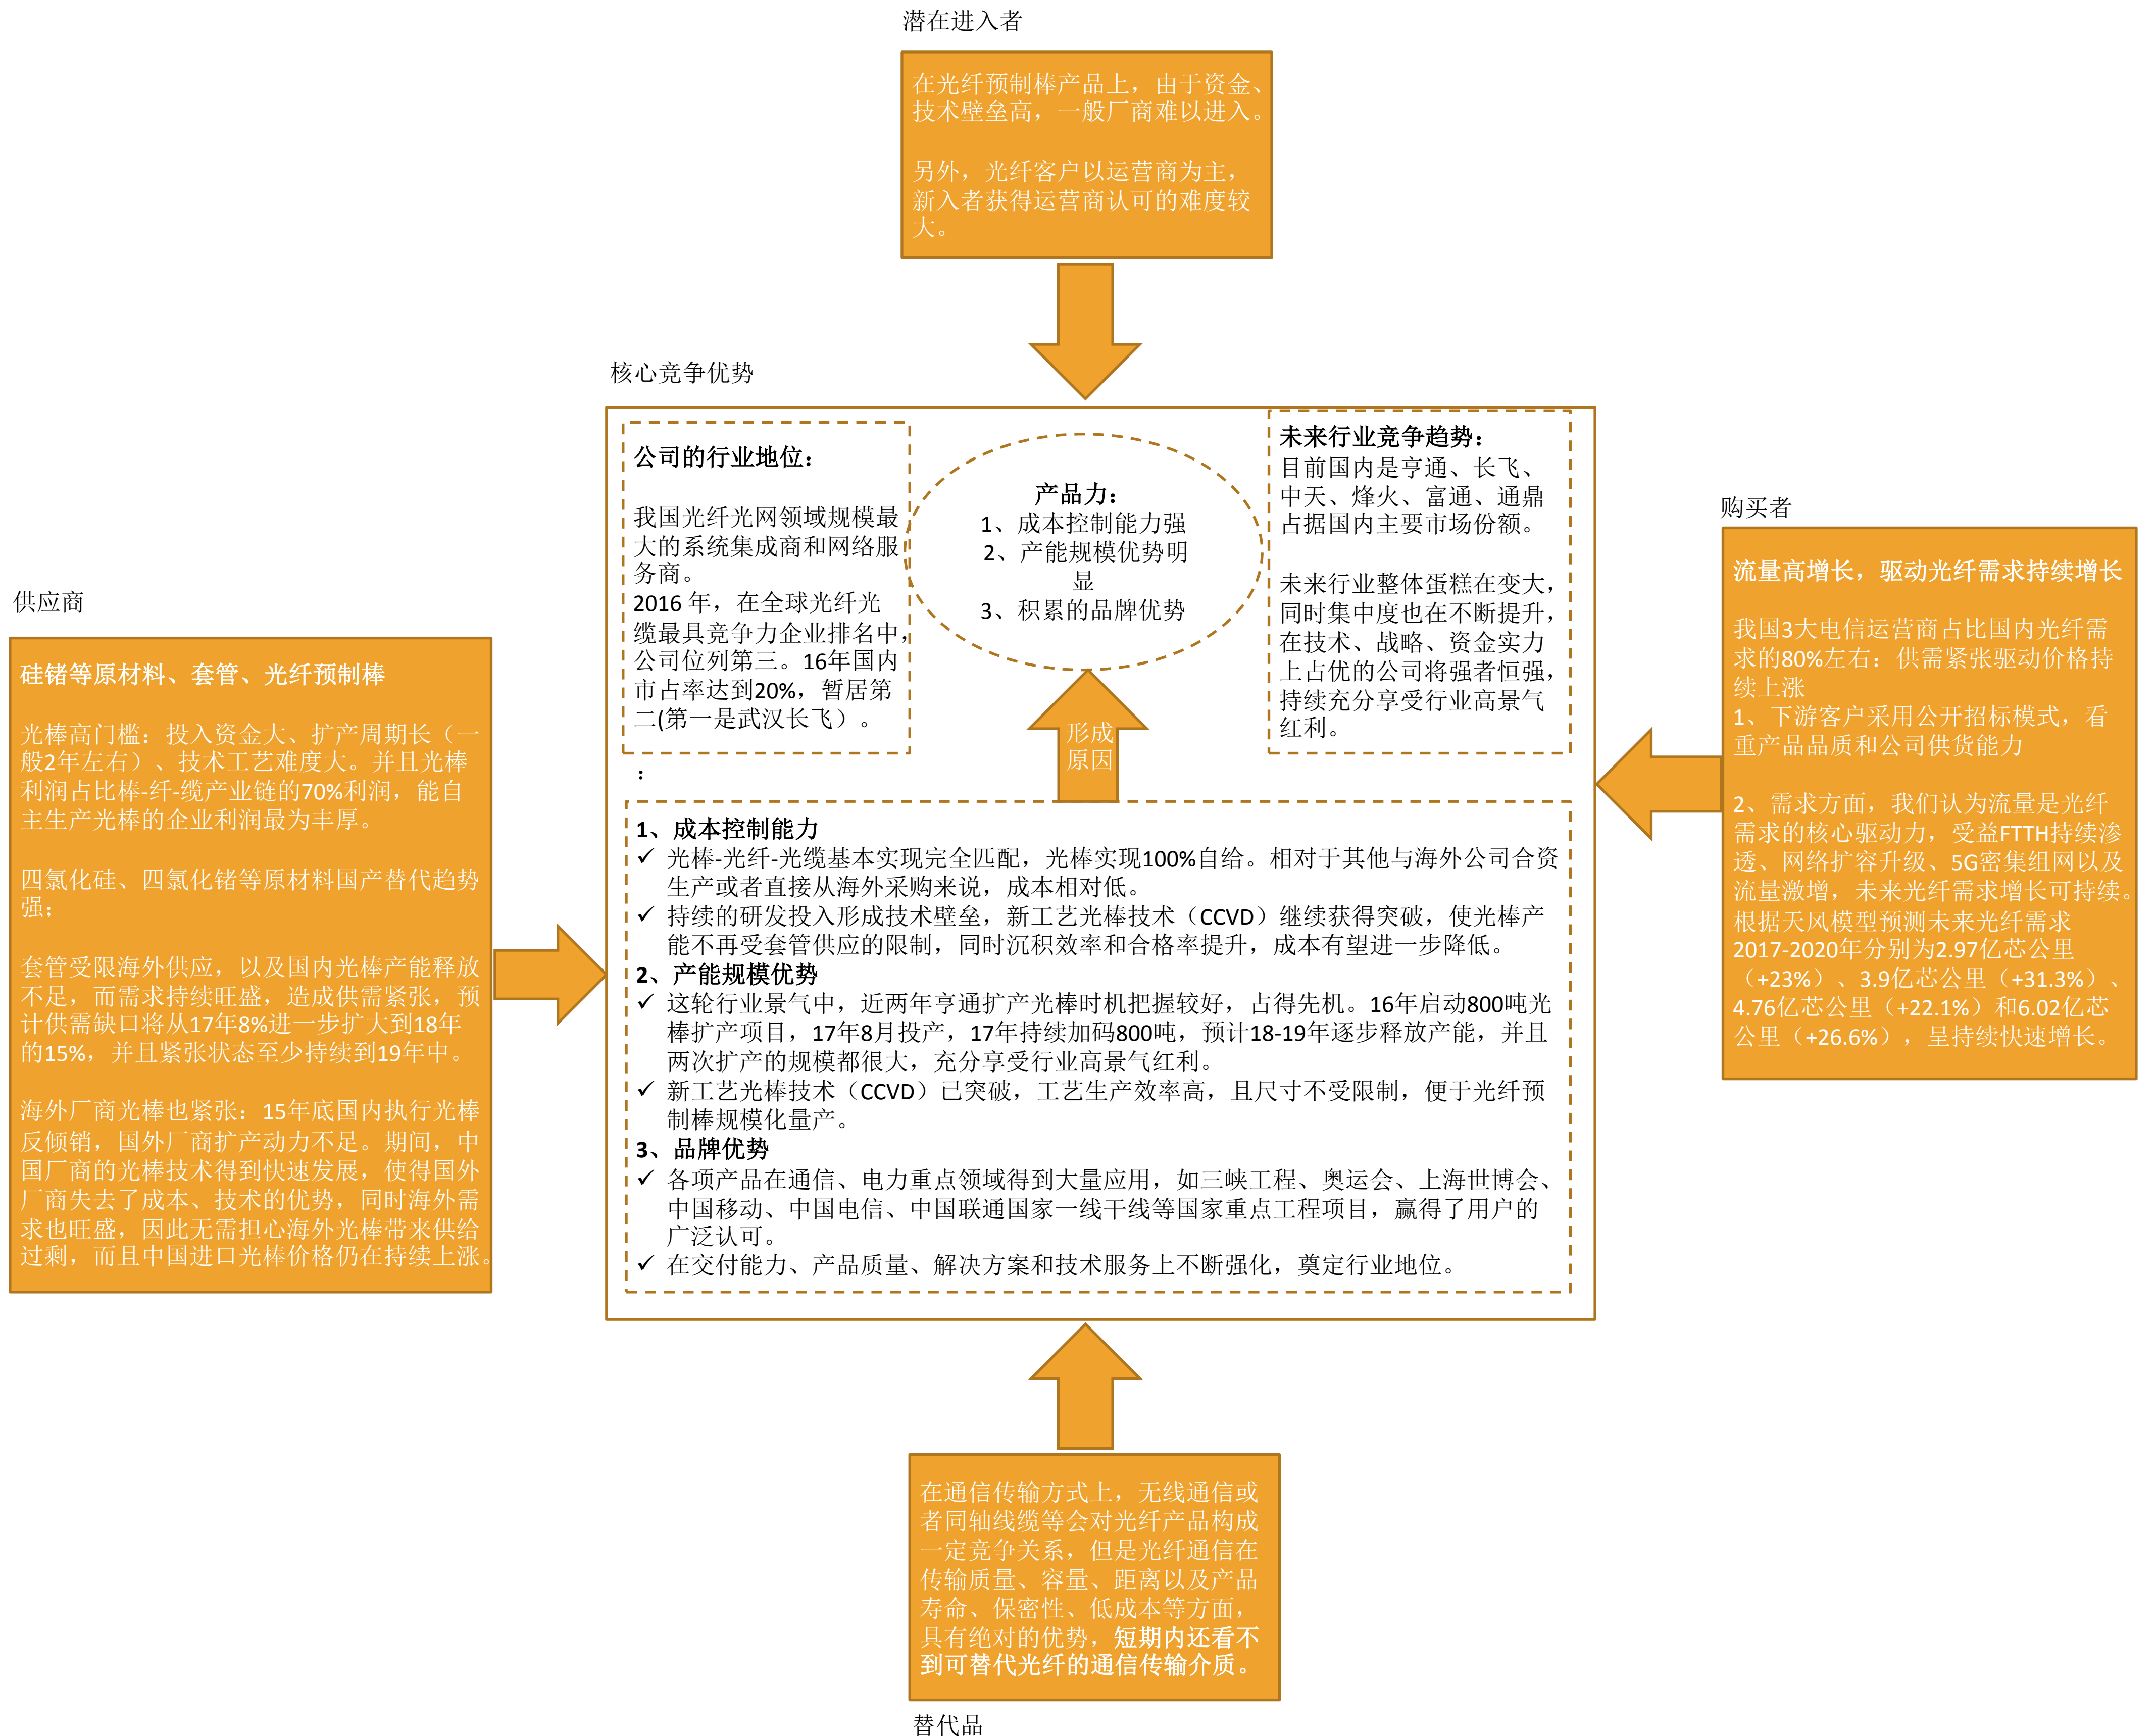 潜在进入者
在光纤预制棒产品上，由于资金、
技术壁垒高，一般厂商难以进入。
另外，光纤客户以运营商为主，
新入者获得运营商认可的难度较
大。
核心竞争优势
公司的行业地位：
我国光纤光网领域规模最
大的系统集成商和网络服
务商。
2016 年，在全球光纤光
缆最具竞争力企业排名中，
公司位列第三。16年国内
市占率达到20%，暂居第
二(第一是武汉长飞）。
：
产品力：
1、成本控制能力强
2、产能规模优势明
显
3、积累的品牌优势
形成
原因
未来行业竞争趋势：
目前国内是亨通、长飞、
中天、烽火、富通、通鼎
占据国内主要市场份额。
未来行业整体蛋糕在变大，
同时集中度也在不断提升，
在技术、战略、资金实力
上占优的公司将强者恒强，
持续充分享受行业高景气
红利。
1、成本控制能力
✓ 光棒-光纤-光缆基本实现完全匹配，光棒实现100%自给。相对于其他与海外公司合资
生产或者直接从海外采购来说，成本相对低。
✓ 持续的研发投入形成技术壁垒，新工艺光棒技术（CCVD）继续获得突破，使光棒产
能不再受套管供应的限制，同时沉积效率和合格率提升，成本有望进一步降低。
2、产能规模优势
✓ 这轮行业景气中，近两年亨通扩产光棒时机把握较好，占得先机。16年启动800吨光
棒扩产项目，17年8月投产，17年持续加码800吨，预计18-19年逐步释放产能，并且
两次扩产的规模都很大，充分享受行业高景气红利。
✓ 新工艺光棒技术（CCVD）已突破，工艺生产效率高，且尺寸不受限制，便于光纤预
制棒规模化量产。
3、品牌优势
✓ 各项产品在通信、电力重点领域得到大量应用，如三峡工程、奥运会、上海世博会、
中国移动、中国电信、中国联通国家一线干线等国家重点工程项目，赢得了用户的
广泛认可。
✓ 在交付能力、产品质量、解决方案和技术服务上不断强化，奠定行业地位。
供应商
硅锗等原材料、套管、光纤预制棒
光棒高门槛：投入资金大、扩产周期长（一
般2年左右）、技术工艺难度大。并且光棒
利润占比棒-纤-缆产业链的70%利润，能自
主生产光棒的企业利润最为丰厚。
四氯化硅、四氯化锗等原材料国产替代趋势
强；
套管受限海外供应，以及国内光棒产能释放
不足，而需求持续旺盛，造成供需紧张，预
计供需缺口将从17年8%进一步扩大到18年
的15%，并且紧张状态至少持续到19年中。
海外厂商光棒也紧张：15年底国内执行光棒
反倾销，国外厂商扩产动力不足。期间，中
国厂商的光棒技术得到快速发展，使得国外
厂商失去了成本、技术的优势，同时海外需
求也旺盛，因此无需担心海外光棒带来供给
过剩，而且中国进口光棒价格仍在持续上涨。
购买者
流量高增长，驱动光纤需求持续增长
我国3大电信运营商占比国内光纤需
求的80%左右：供需紧张驱动价格持
续上涨
1、下游客户采用公开招标模式，看
重产品品质和公司供货能力
2、需求方面，我们认为流量是光纤
需求的核心驱动力，受益FTTH持续渗
透、网络扩容升级、5G密集组网以及
流量激增，未来光纤需求增长可持续。
根据天风模型预测未来光纤需求
2017-2020年分别为2.97亿芯公里
（+23%）、3.9亿芯公里（+31.3%）、
4.76亿芯公里（+22.1%）和6.02亿芯
公里（+26.6%），呈持续快速增长。
在通信传输方式上，无线通信或
者同轴线缆等会对光纤产品构成
一定竞争关系，但是光纤通信在
传输质量、容量、距离以及产品
寿命、保密性、低成本等方面，
具有绝对的优势，短期内还看不
到可替代光纤的通信传输介质。
替代品